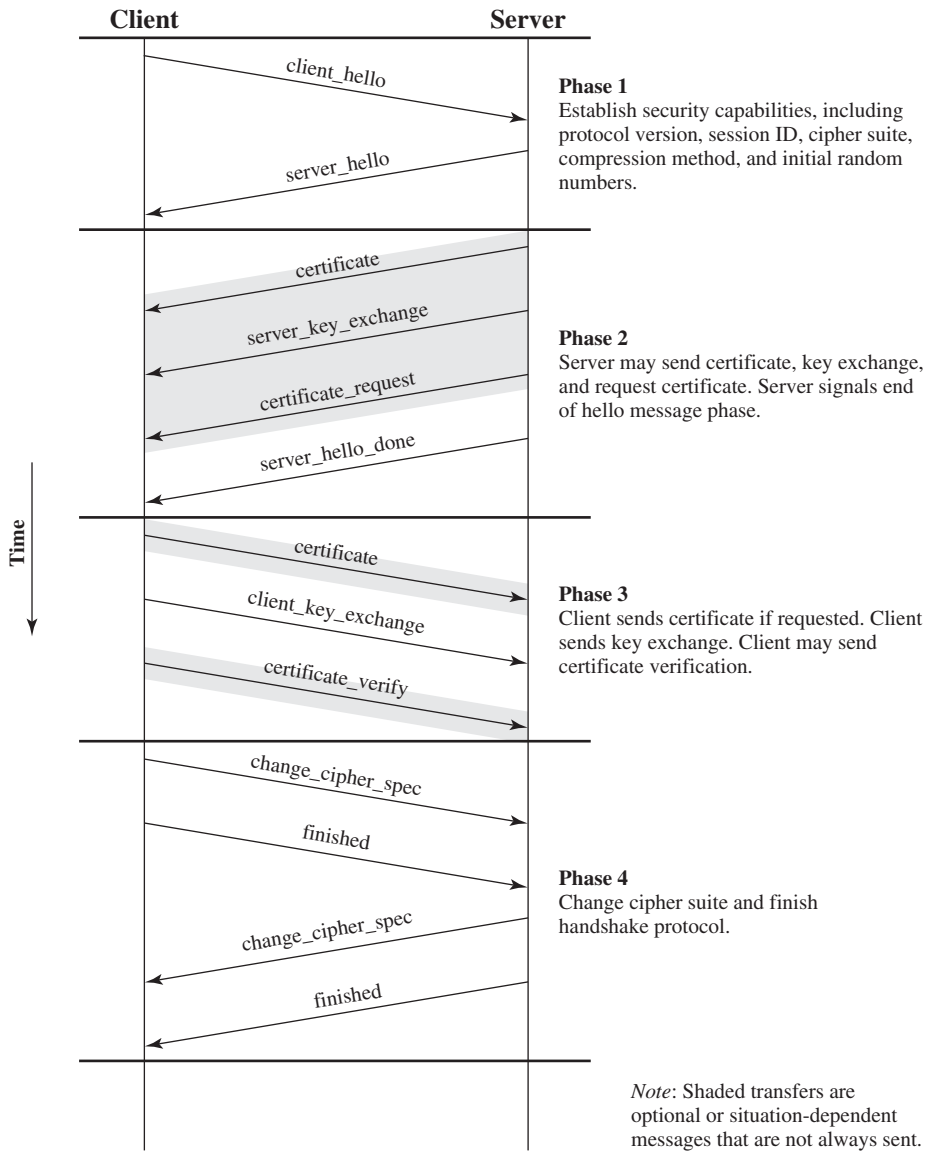 Client
Server
client_hello
server_hello
Phase 1
Establish security capabilities, including
protocol version, session ID, cipher suite,
compression method, and initial random
numbers.
certificate
server_key_exchange
certificate_request
server_hello_done
Phase 2
Server may send certificate, key exchange,
and request certificate. Server signals end
of hello message phase.
Time
certificate
client_key_exchange
certificate_verify
Phase 3
Client sends certificate if requested. Client
sends key exchange. Client may send
certificate verification.
change_cipher_spec
finished
change_cipher_spec
finished
Phase 4
Change cipher suite and finish
handshake protocol.
Note: Shaded transfers are
optional or situation-dependent
messages that are not always sent.